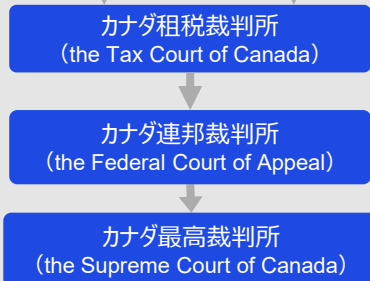 カナダ租税裁判所
（the Tax Court of Canada）
カナダ連邦裁判所
（the Federal Court of Appeal）
カナダ最高裁判所
（the Supreme Court of Canada）